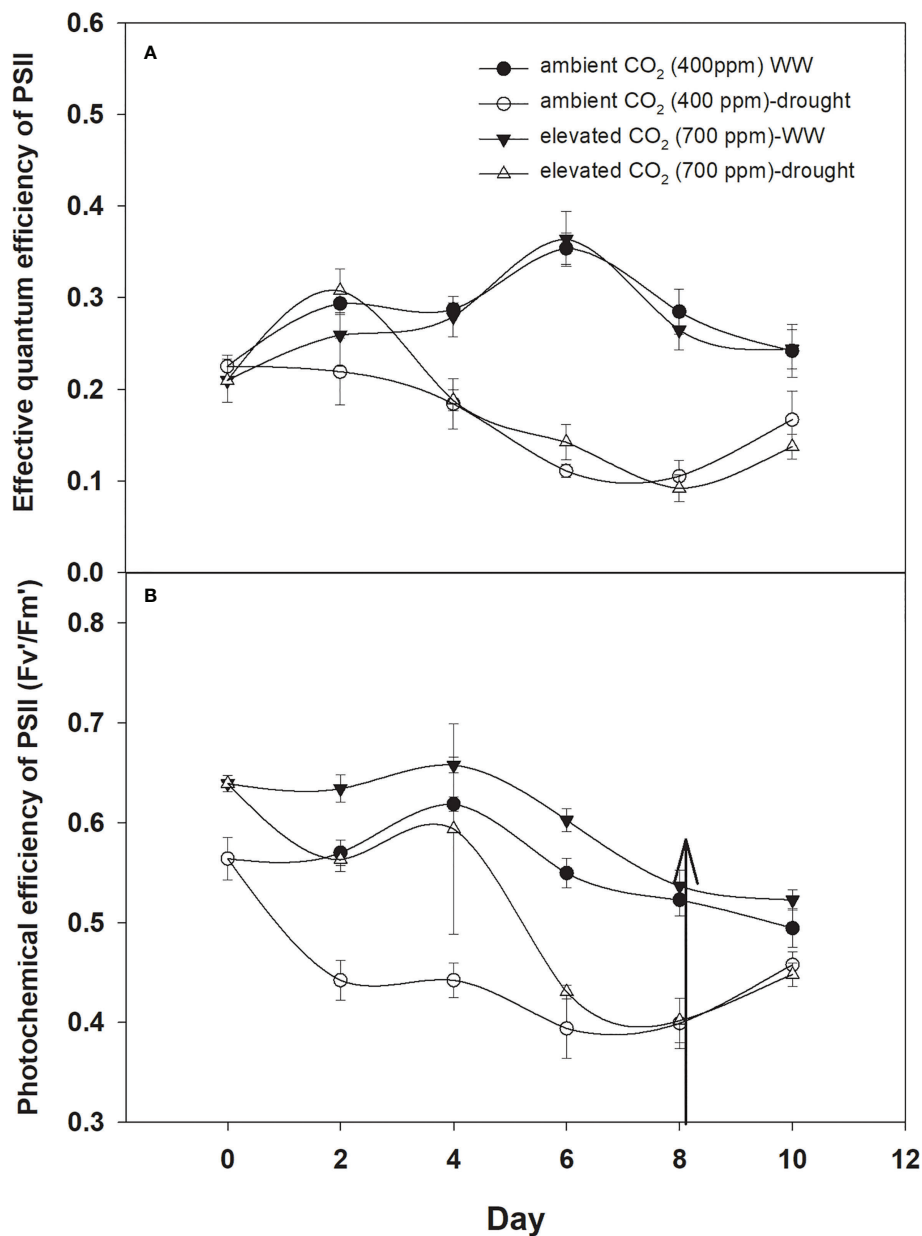 A
ambient CO₂ (400ppm) WW
ambient CO₂ (400 ppm)-drought
elevated CO₂ (700 ppm)-WW
elevated CO₂ (700 ppm)-drought
Effective quantum efficiency of PSII
0.6
0.5
0.4
0.3
0.2
0.1
0.0
B
Photochemical efficiency of PSII (Fv'/Fm')
0.8
0.7
0.6
0.5
0.4
0.3
0 2 4 6 8 10 12
Day